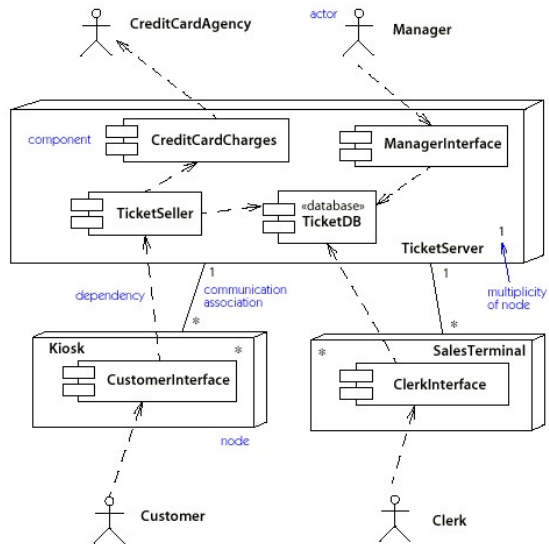 CreditCardAgency
actor
Manager
component
CreditCardCharges
ManagerInterface
TicketSeller
«database»
TicketDB
TicketServer
1
1
communication
association
1
multiplicity
of node
dependency
*
*
Kiosk
*
CustomerInterface
*
SalesTerminal
ClerkInterface
node
Customer
Clerk